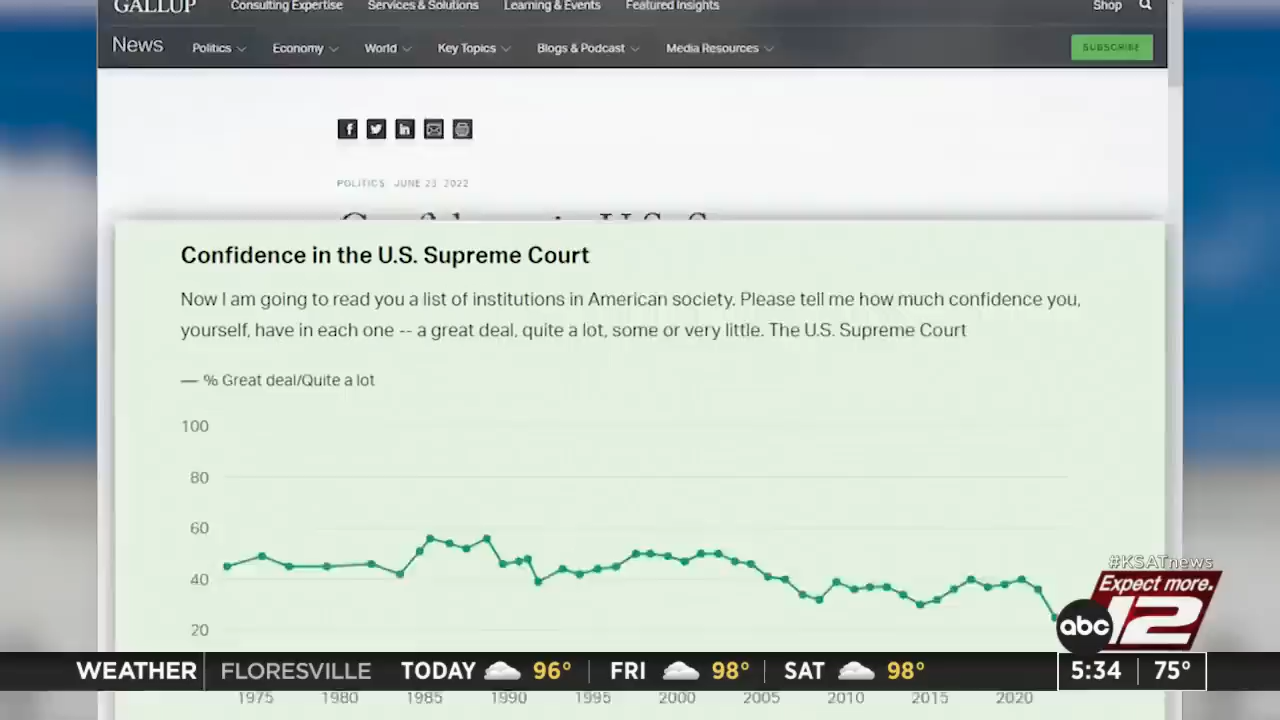 GALLUP Consulting Expertise Services & Solutions Learning & Events Featured Insights Shop
News Politics Economy World Key Topics Blogs & Podcast Media Resources SUBSCRIBE
POLITICS JUNE 23, 2022
Confidence in the U.S. Supreme Court
Now I am going to read you a list of institutions in American society. Please tell me how much confidence you,
yourself, have in each one -- a great deal, quite a lot, some or very little. The U.S. Supreme Court
— % Great deal/Quite a lot
100
80
60
40
20
#KSATnews
Expect more.
abc 12
WEATHER FLORESVILLE TODAY 96° FRI 98° SAT 98° 5:34 75°
1975 1980 1985 1990 1995 2000 2005 2010 2015 2020